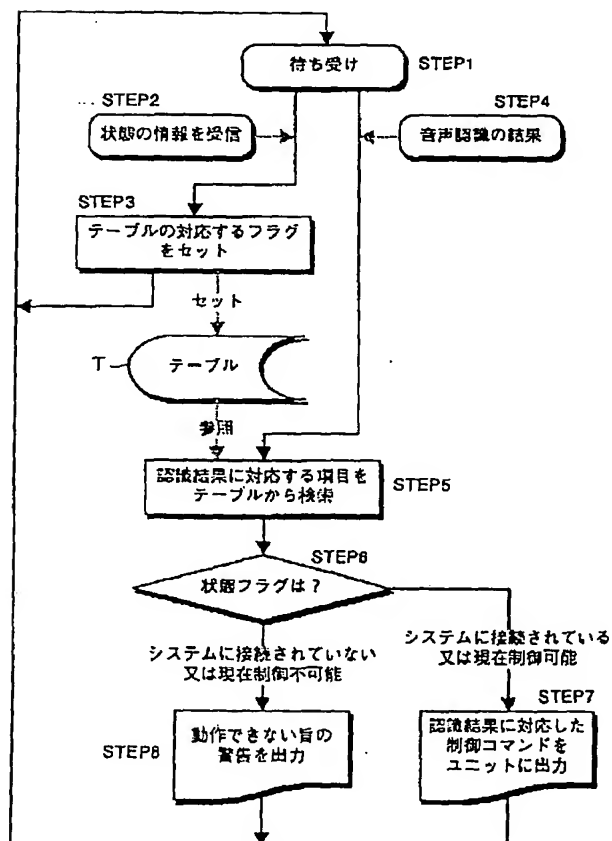 待ち受け
STEP1
... STEP2
状態の情報を受信
STEP4
音声認識の結果
STEP3
テーブルの対応するフラグ
をセット
セット
T
テーブル
参照
認識結果に対応する項目を
テーブルから検索
STEP5
STEP6
状態フラグは？
システムに接続されていない
又は現在制御不可能
システムに接続されている
又は現在制御可能
STEP7
STEP8
動作できない旨の
警告を出力
認識結果に対応した
制御コマンドを
ユニットに出力